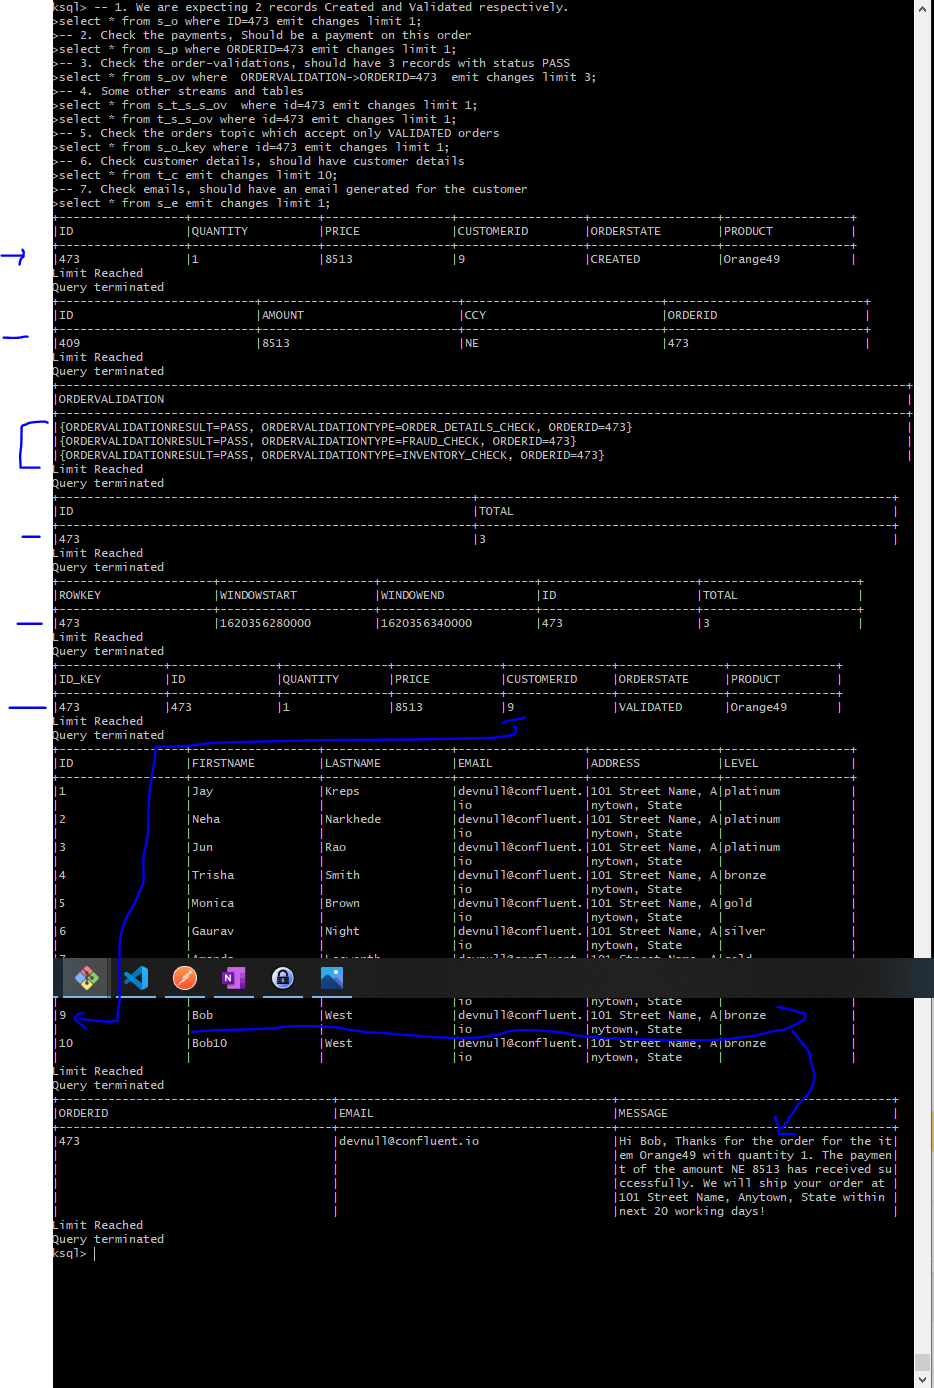 ksql> -- 1. We are expecting 2 records Created and Validated respectively.
>select * from s_o where ID=473 emit changes limit 1;
>-- 2. Check the payments, Should be a payment on this order
>select * from s_p where ORDERID=473 emit changes limit 1;
>-- 3. Check the order-validations, should have 3 records with status PASS
>select * from s_ov where  ORDERVALIDATION->ORDERID=473  emit changes limit 3;
>-- 4. Some other streams and tables
>select * from s_t_s_s_ov  where id=473 emit changes limit 1;
>select * from t_s_s_ov where id=473 emit changes limit 1;
>-- 5. Check the orders topic which accept only VALIDATED orders
>select * from s_o_key where id=473 emit changes limit 1;
>-- 6. Check customer details, should have customer details
>select * from t_c emit changes limit 10;
>-- 7. Check emails, should have an email generated for the customer
>select * from s_e emit changes limit 1;
|ID |QUANTITY |PRICE |CUSTOMERID |ORDERSTATE |PRODUCT |
|473 |1 |8513 |9 |CREATED |Orange49 |
Limit Reached
Query terminated
|ID |AMOUNT |CCY |ORDERID |
|409 |8513 |NE |473 |
Limit Reached
Query terminated
|ORDERVALIDATION |
|{ORDERVALIDATIONRESULT=PASS, ORDERVALIDATIONTYPE=ORDER_DETAILS_CHECK, ORDERID=473} |
|{ORDERVALIDATIONRESULT=PASS, ORDERVALIDATIONTYPE=FRAUD_CHECK, ORDERID=473} |
|{ORDERVALIDATIONRESULT=PASS, ORDERVALIDATIONTYPE=INVENTORY_CHECK, ORDERID=473} |
Limit Reached
Query terminated
|ID |TOTAL |
|473 |3 |
Limit Reached
Query terminated
|ROWKEY |WINDOWSTART |WINDOWEND |ID |TOTAL |
|473 |1620356280000 |1620356340000 |473 |3 |
Limit Reached
Query terminated
|ID_KEY |ID |QUANTITY |PRICE |CUSTOMERID |ORDERSTATE |PRODUCT |
|473 |473 |1 |8513 |9 |VALIDATED |Orange49 |
Limit Reached
Query terminated
|ID |FIRSTNAME |LASTNAME |EMAIL |ADDRESS |LEVEL |
|1 |Jay |Kreps |devnull@confluent.|101 Street Name, A|platinum |
| | | |io |nytown, State | |
|2 |Neha |Narkhede |devnull@confluent.|101 Street Name, A|platinum |
| | | |io |nytown, State | |
|3 |Jun |Rao |devnull@confluent.|101 Street Name, A|platinum |
| | | |io |nytown, State | |
|4 |Trisha |Smith |devnull@confluent.|101 Street Name, A|bronze |
| | | |io |nytown, State | |
|5 |Monica |Brown |devnull@confluent.|101 Street Name, A|gold |
| | | |io |nytown, State | |
|6 |Gaurav |Night |devnull@confluent.|101 Street Name, A|silver |
| | | |io |nytown, State | |
N
| | | |io |nytown, State | |
|9 |Bob |West |devnull@confluent.|101 Street Name, A|bronze |
| | | |io |nytown, State | |
|10 |Bob10 |West |devnull@confluent.|101 Street Name, A|bronze |
| | | |io |nytown, State | |
Limit Reached
Query terminated
|ORDERID |EMAIL |MESSAGE |
|473 |devnull@confluent.io |Hi Bob, Thanks for the order for the it|
| | |em Orange49 with quantity 1. The paymen|
| | |t of the amount NE 8513 has received su|
| | |ccessfully. We will ship your order at |
| | |101 Street Name, Anytown, State within |
| | |next 20 working days! |
Limit Reached
Query terminated
ksql>